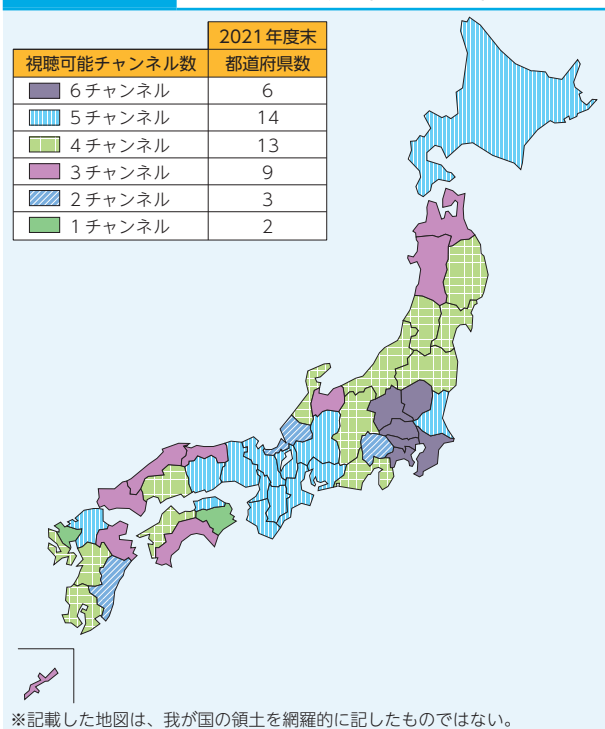 2021年度末
視聴可能チャンネル数 都道府県数
6チャンネル 6
5チャンネル 14
4チャンネル 13
3チャンネル 9
2チャンネル 3
1チャンネル 2
※記載した地図は、我が国の領土を網羅的に記したものではない。